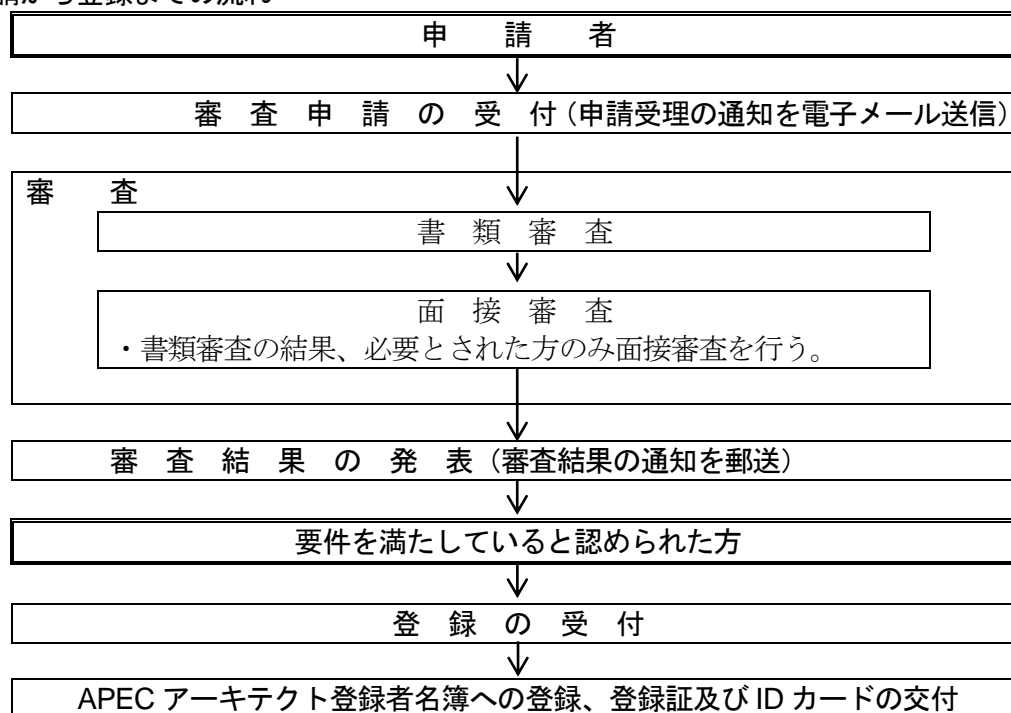 請から登録までの流れ
申　請　者
審　査　申　請　の　受　付（申請受理の通知を電子メール送信）
審　査
書　類　審　査
面　接　審　査
・書類審査の結果、必要とされた方のみ面接審査を行う。
審　査　結　果　の　発　表（審査結果の通知を郵送）
要件を満たしていると認められた方
登　録　の　受　付
APEC アーキテクト登録者名簿への登録、登録証及び ID カードの交付